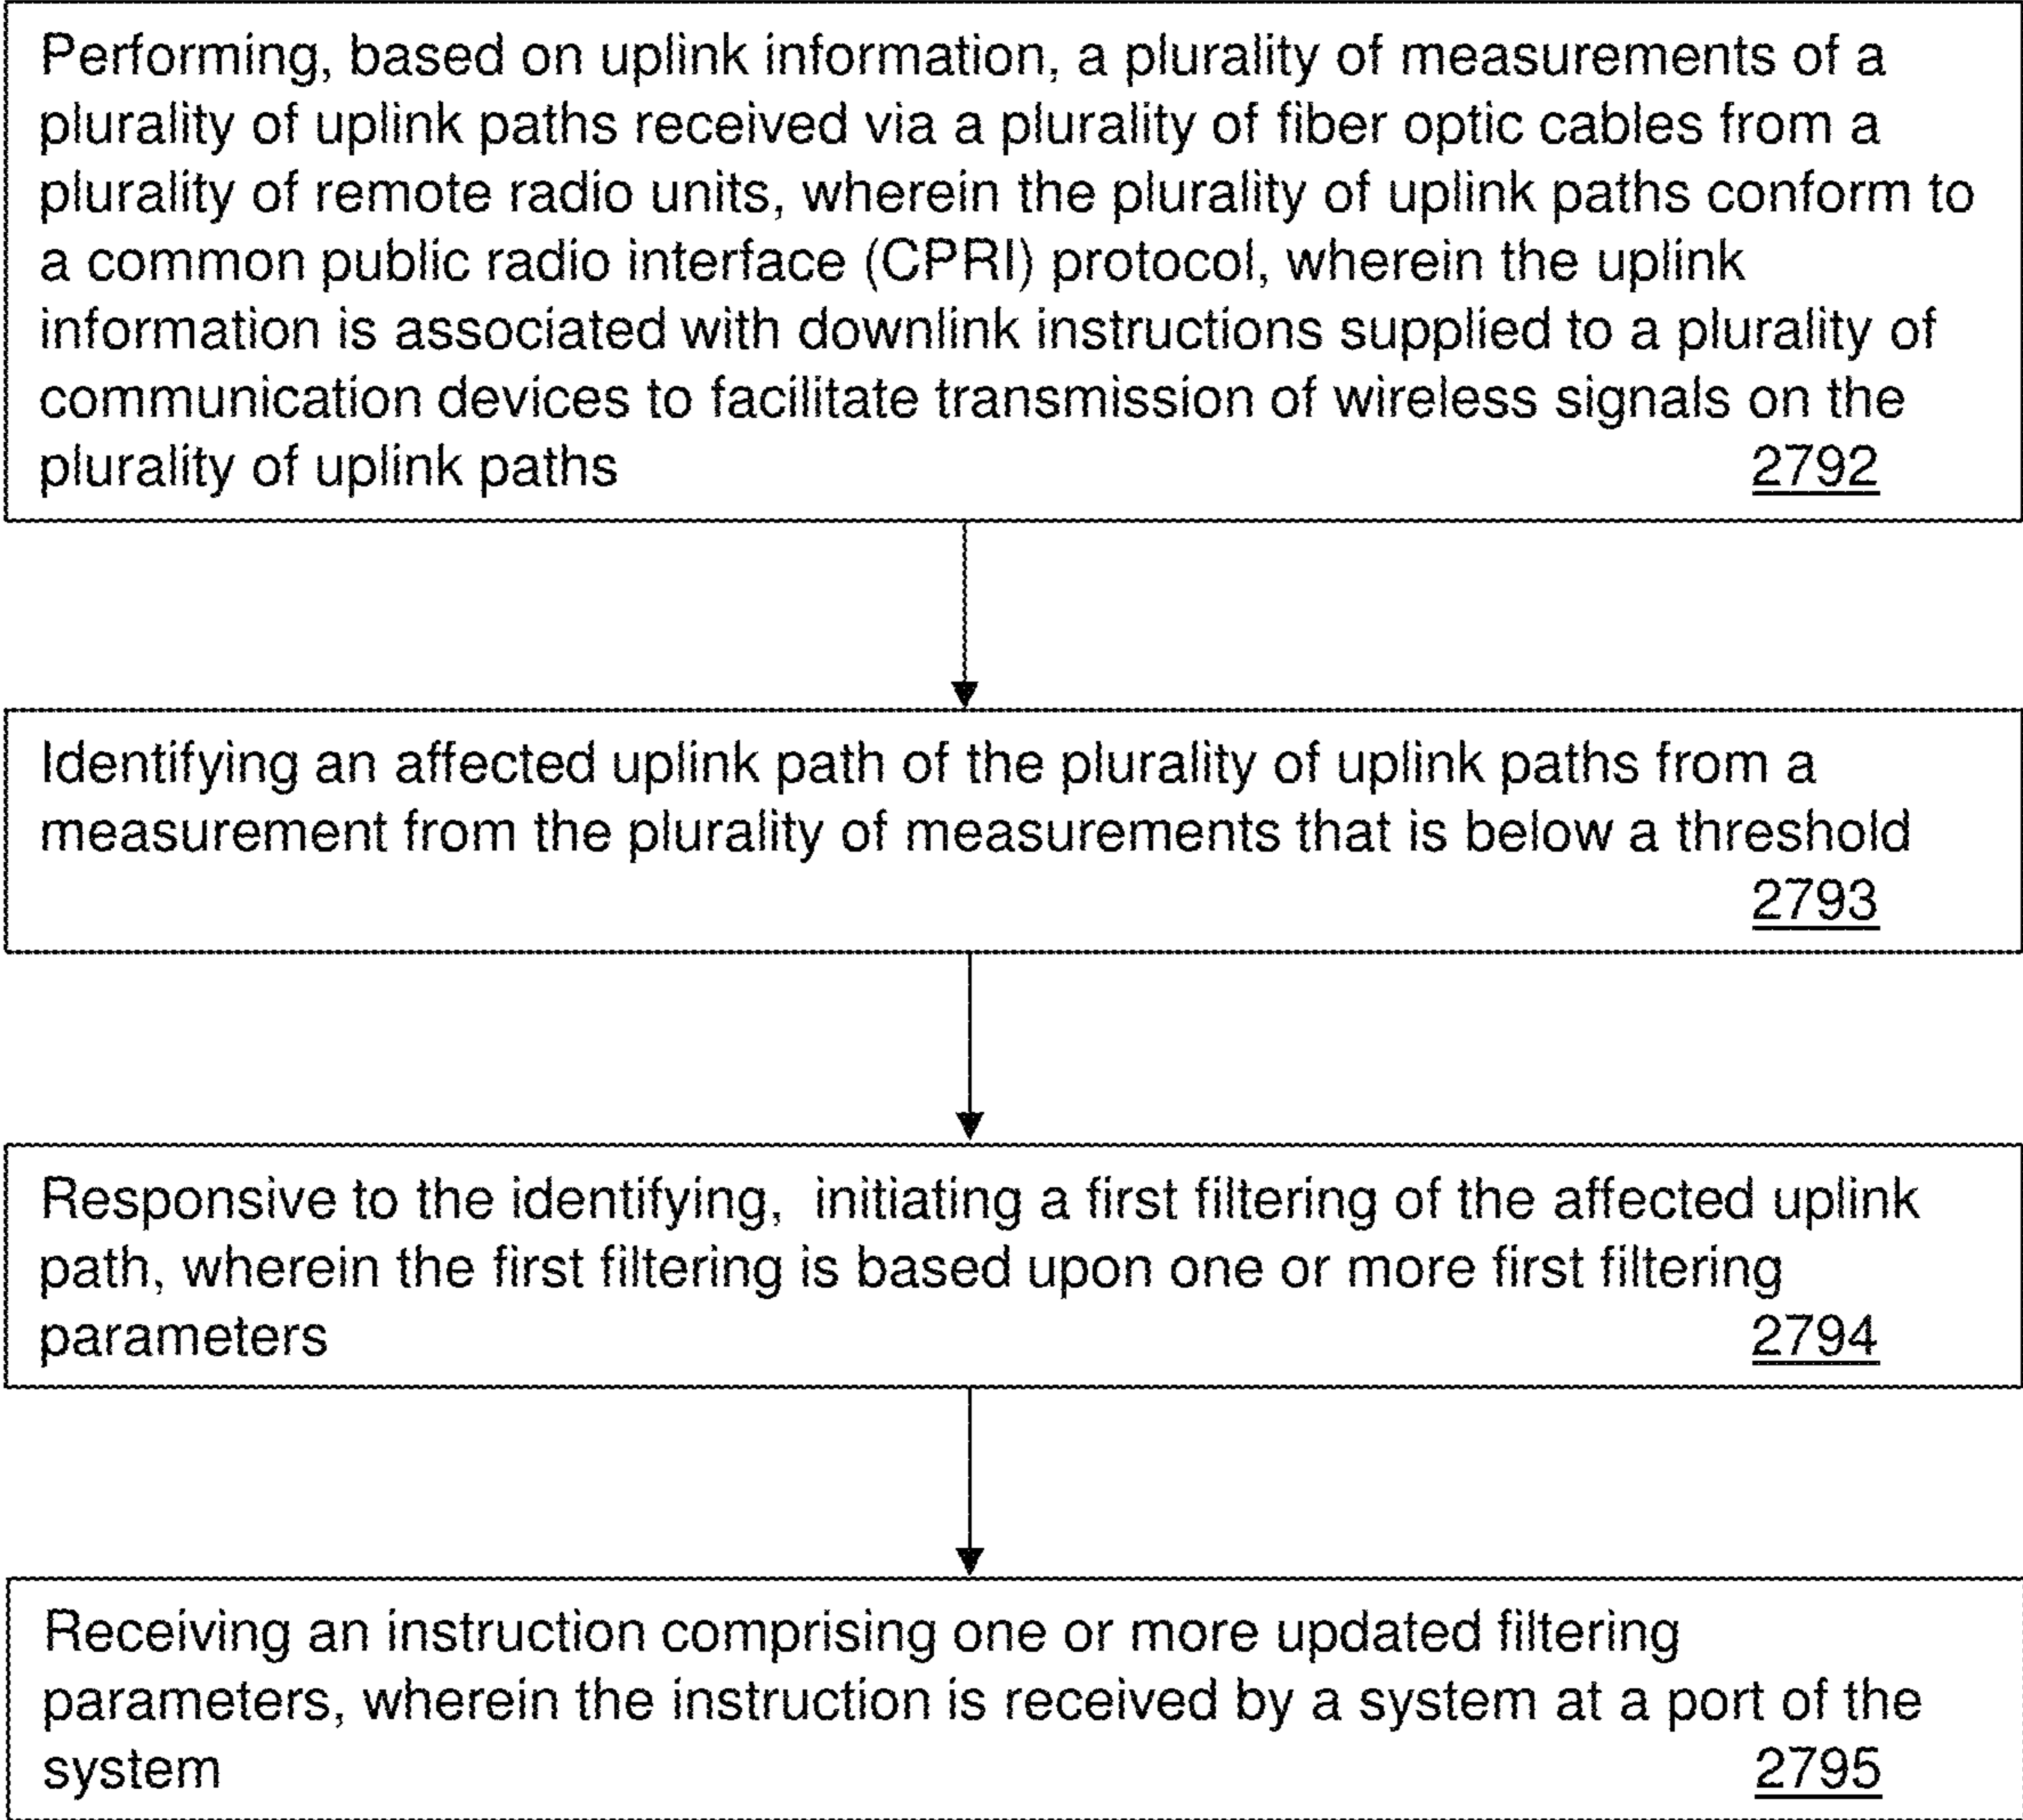 Performing, based on uplink information, a plurality of measurements of a
plurality of uplink paths received via a plurality of fiber optic cables from a
plurality of remote radio units, wherein the plurality of uplink paths conform to
a common public radio interface (CPRI) protocol, wherein the uplink
information is associated with downlink instructions supplied to a plurality of
communication devices to facilitate transmission of wireless signals on the
plurality of uplink paths 2792
Identifying an affected uplink path of the plurality of uplink paths from a
measurement from the plurality of measurements that is below a threshold
2793
Responsive to the identifying,  initiating a first filtering of the affected uplink
path, wherein the first filtering is based upon one or more first filtering
parameters 2794
Receiving an instruction comprising one or more updated filtering
parameters, wherein the instruction is received by a system at a port of the
system 2795